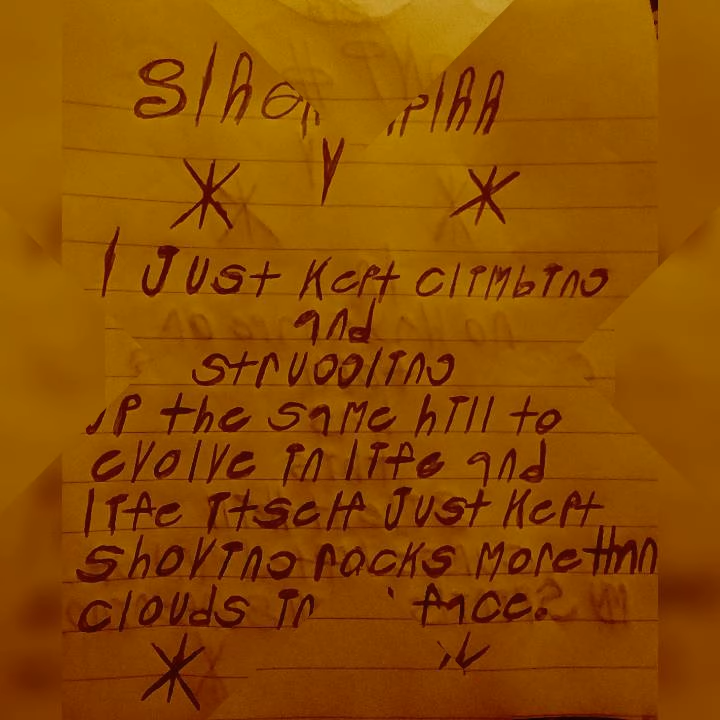 I Just Kept climbing
and
struggling
up the same hill to
evolve in life and
life itself Just Kept
shoving rocks more than
clouds in face.